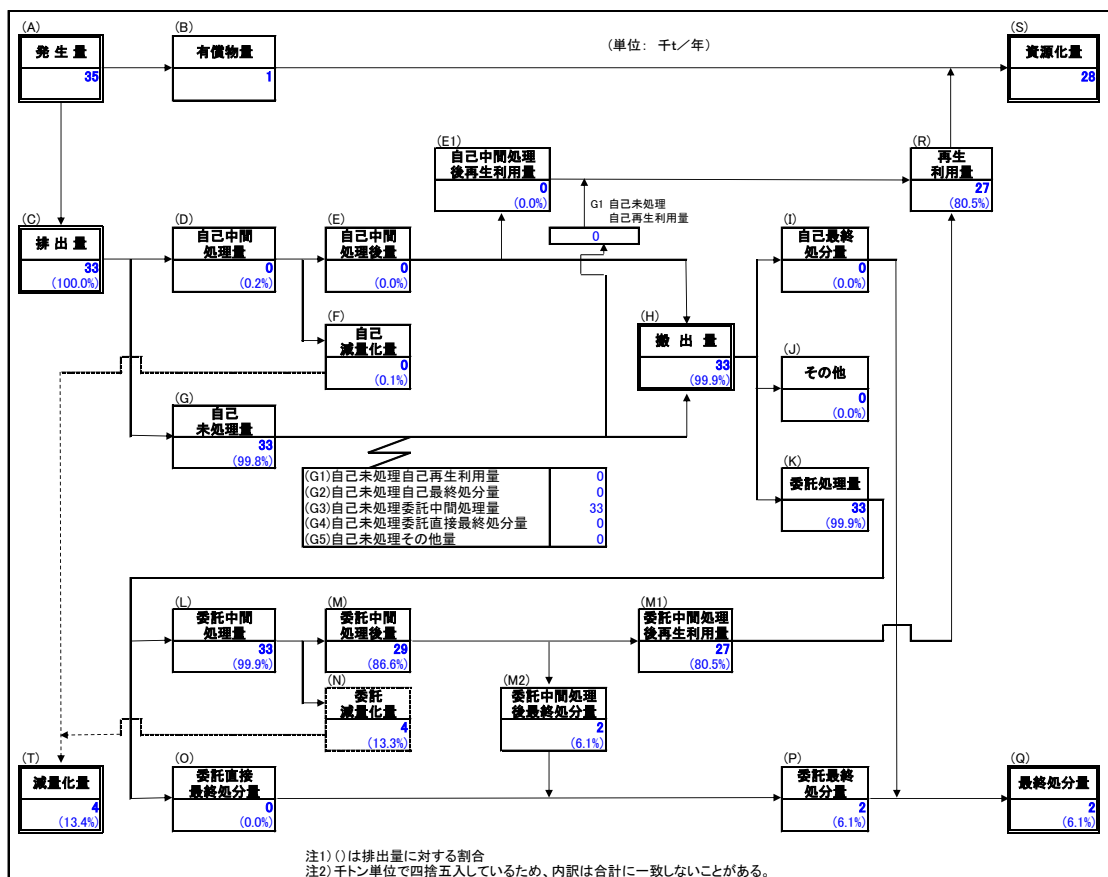 (A)
発 生 量
35
(B)
有償物量
1
(単位: 千t/年)
(S)
資源化量
28
(E1)
自己中間処理
後再生利用量
0
(0.0%)
G1 自己未処理
自己再生利用量
0
(R)
再生
利用量
27
(80.5%)
(C)
排 出 量
33
(100.0%)
(D)
自己中間
処理量
0
(0.2%)
(E)
自己中間
処理後量
0
(0.0%)
(I)
自己最終
処分量
0
(0.0%)
(F)
自己
減量化量
0
(0.1%)
(H)
搬 出 量
33
(99.9%)
(J)
その他
0
(0.0%)
(G)
自己
未処理量
33
(99.8%)
(G1)自己未処理自己再生利用量 0
(G2)自己未処理自己最終処分量 0
(G3)自己未処理委託中間処理量 33
(G4)自己未処理委託直接最終処分量 0
(G5)自己未処理その他量 0
(K)
委託処理量
33
(99.9%)
(L)
委託中間
処理量
33
(99.9%)
(M)
委託中間
処理後量
29
(86.6%)
(M1)
委託中間処理
後再生利用量
27
(80.5%)
(N)
委託
減量化量
4
(13.3%)
(M2)
委託中間処理
後最終処分量
2
(6.1%)
(T)
減量化量
4
(13.4%)
(O)
委託直接
最終処分量
0
(0.0%)
(P)
委託最終
処分量
2
(6.1%)
(Q)
最終処分量
2
(6.1%)
注1)()は排出量に対する割合
注2)千トン単位で四捨五入しているため、内訳は合計に一致しないことがある。